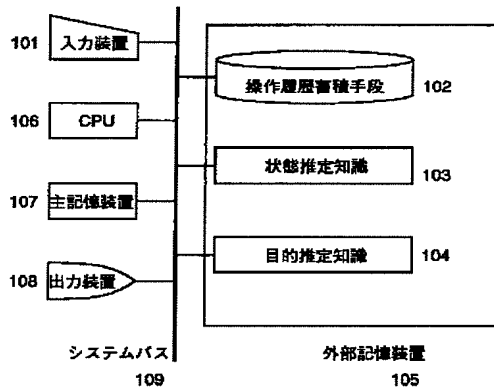 101 入力装置
操作履歴蓄積手段 102
106 CPU
状態推定知識 103
107 主記憶装置
目的推定知識 104
108 出力装置
システムバス 外部記憶装置
109 105